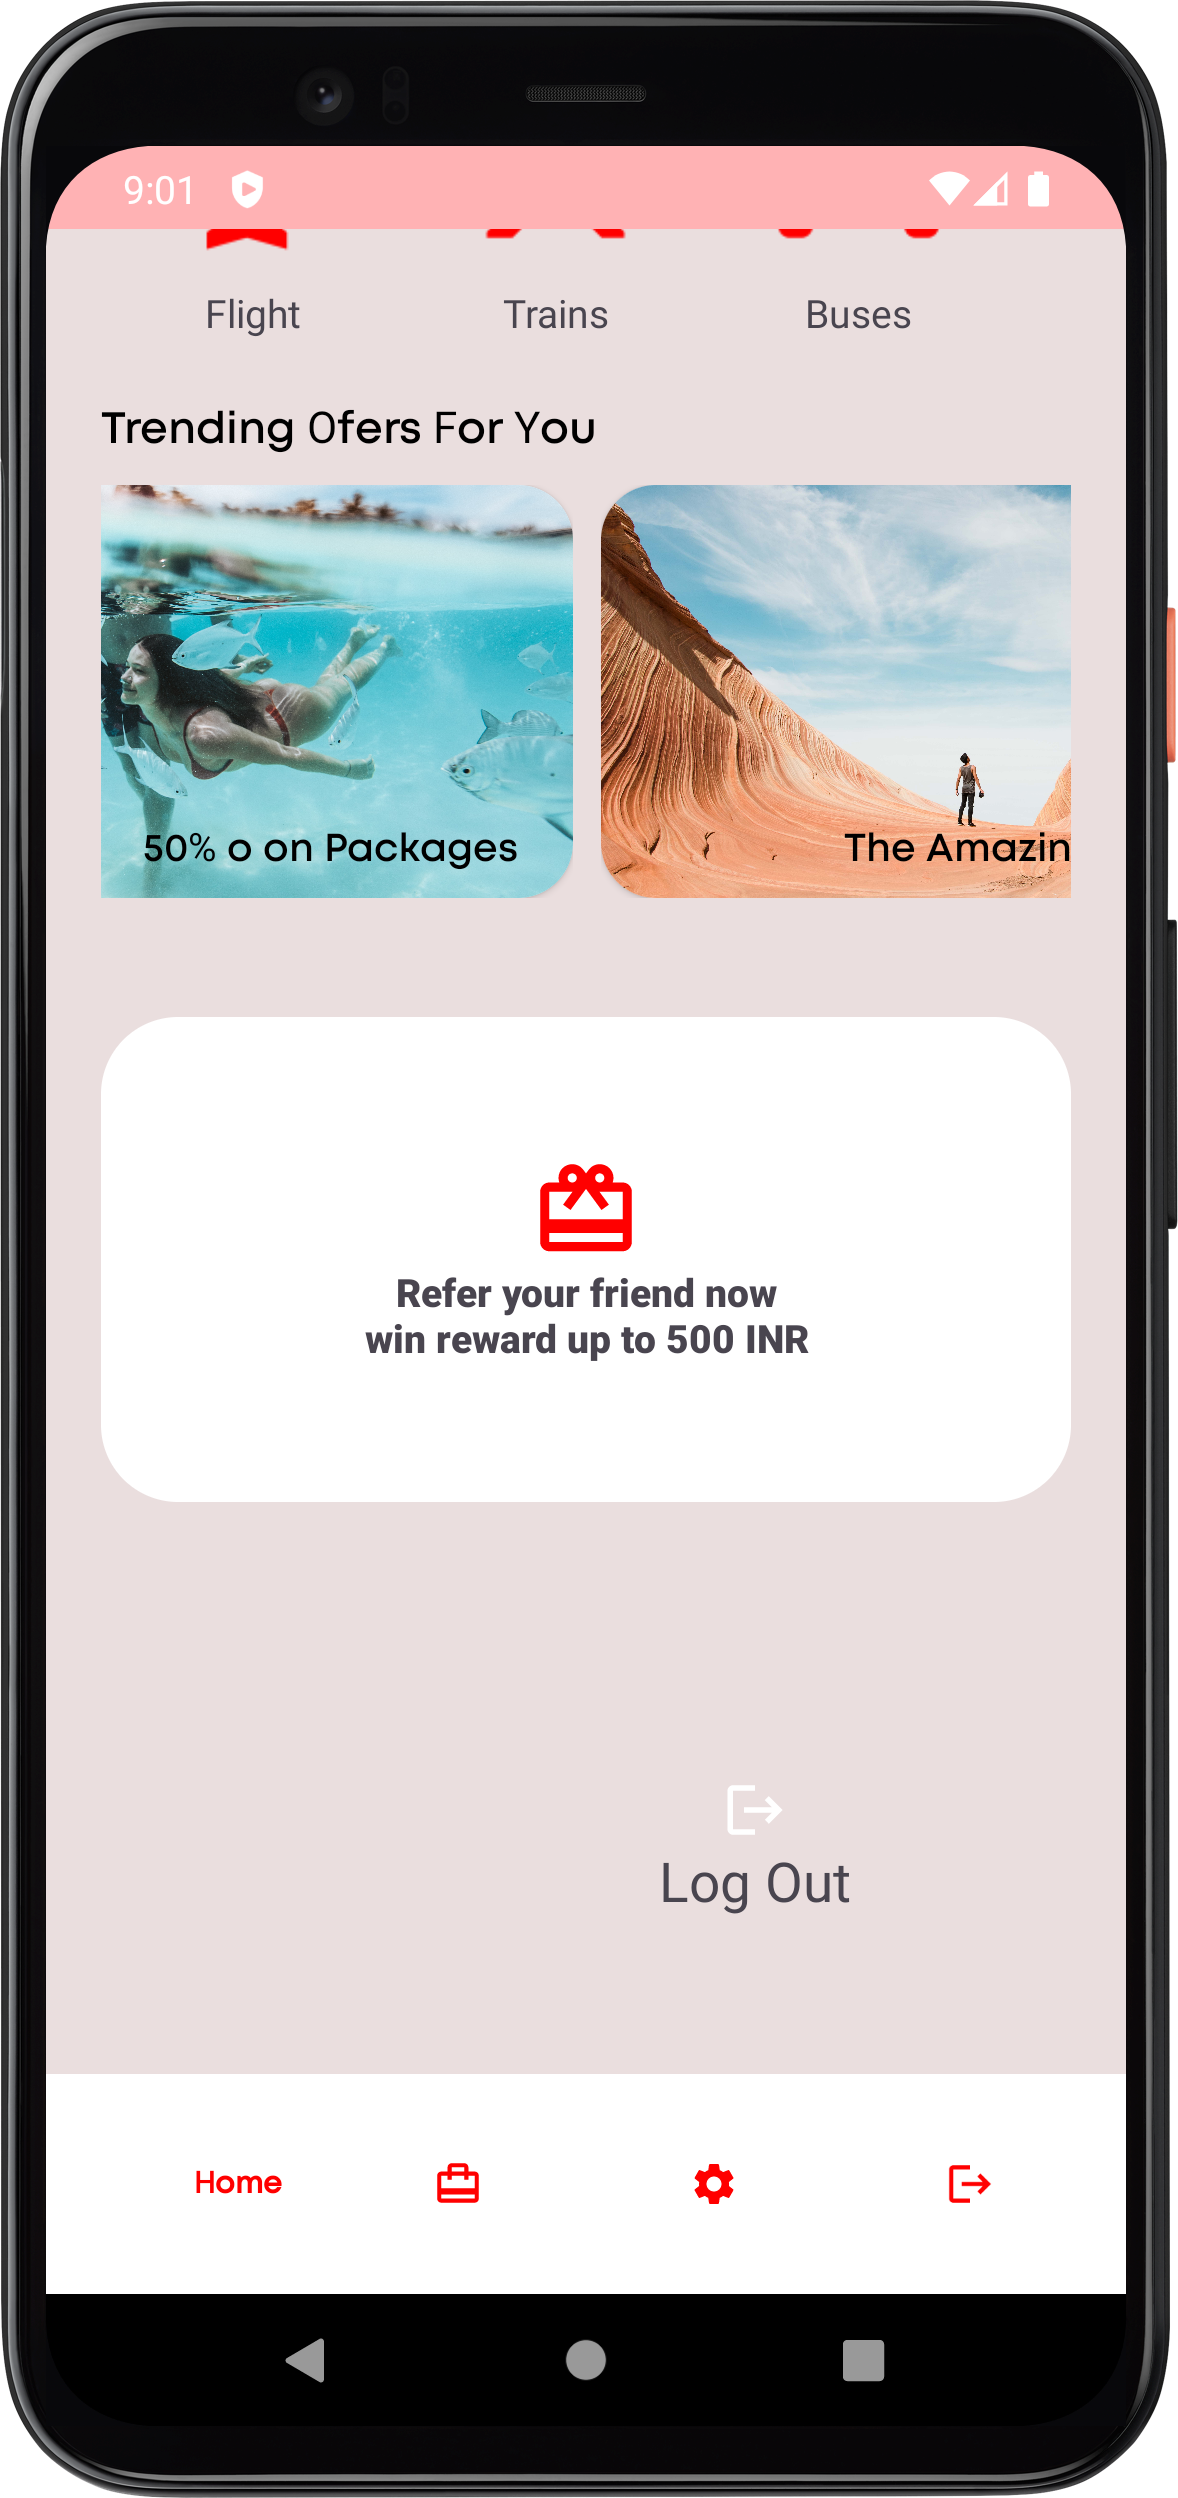 9:01
Flight Trains Buses
Trending Ofers For You
50% o on Packages
The Amazin
Refer your friend now
win reward up to 500 INR
Log Out
Home